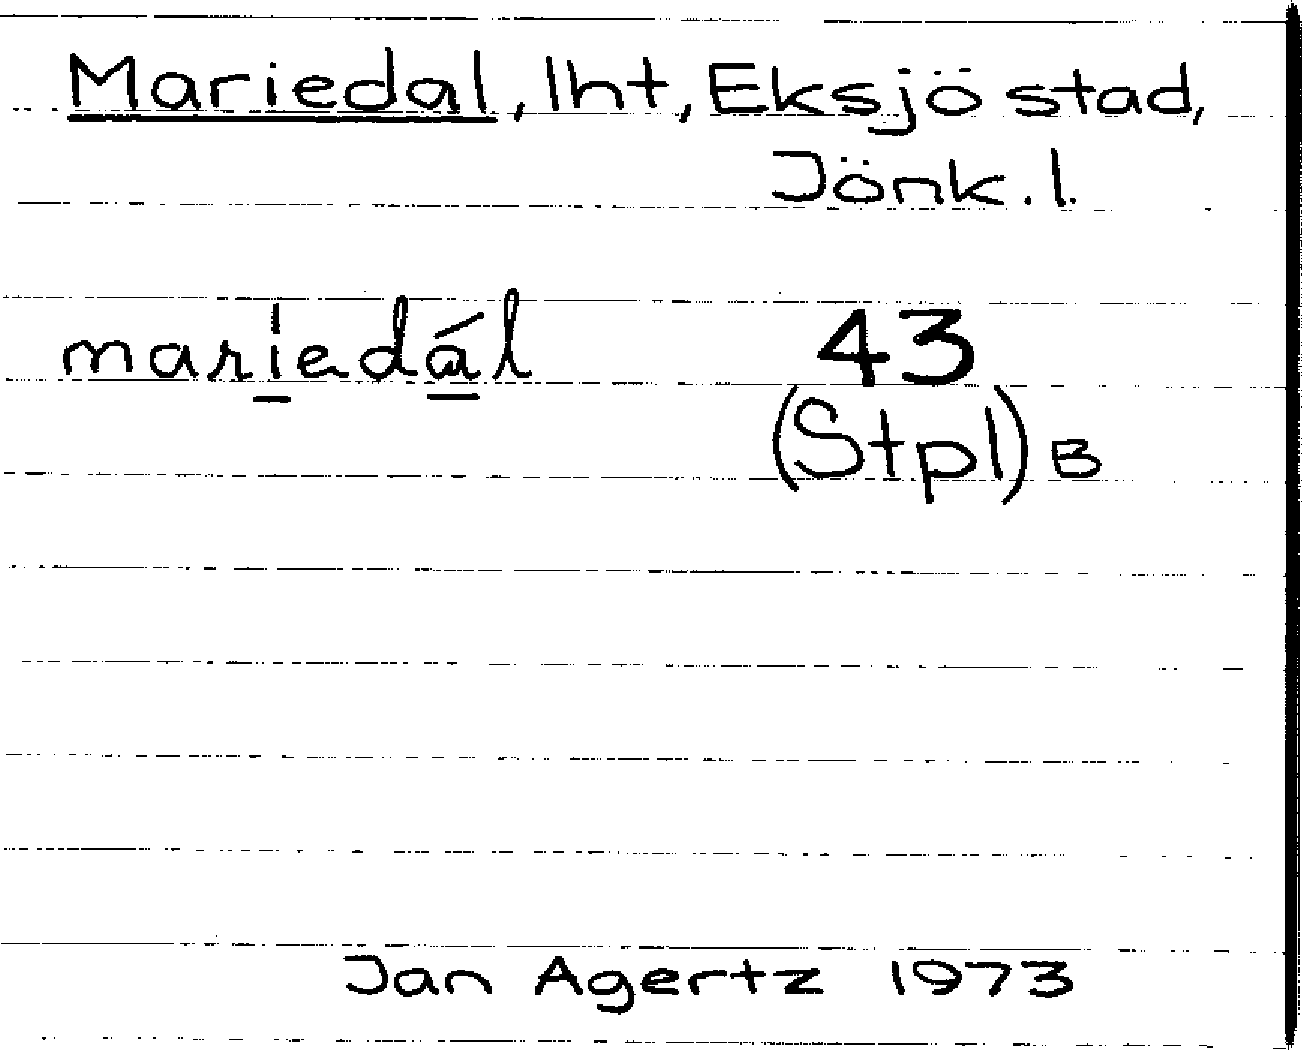 Mariedal, lht, Eksjö stad,
Jönk. l.
mariedál 43
(Stpl) B
Jan Agertz 1973